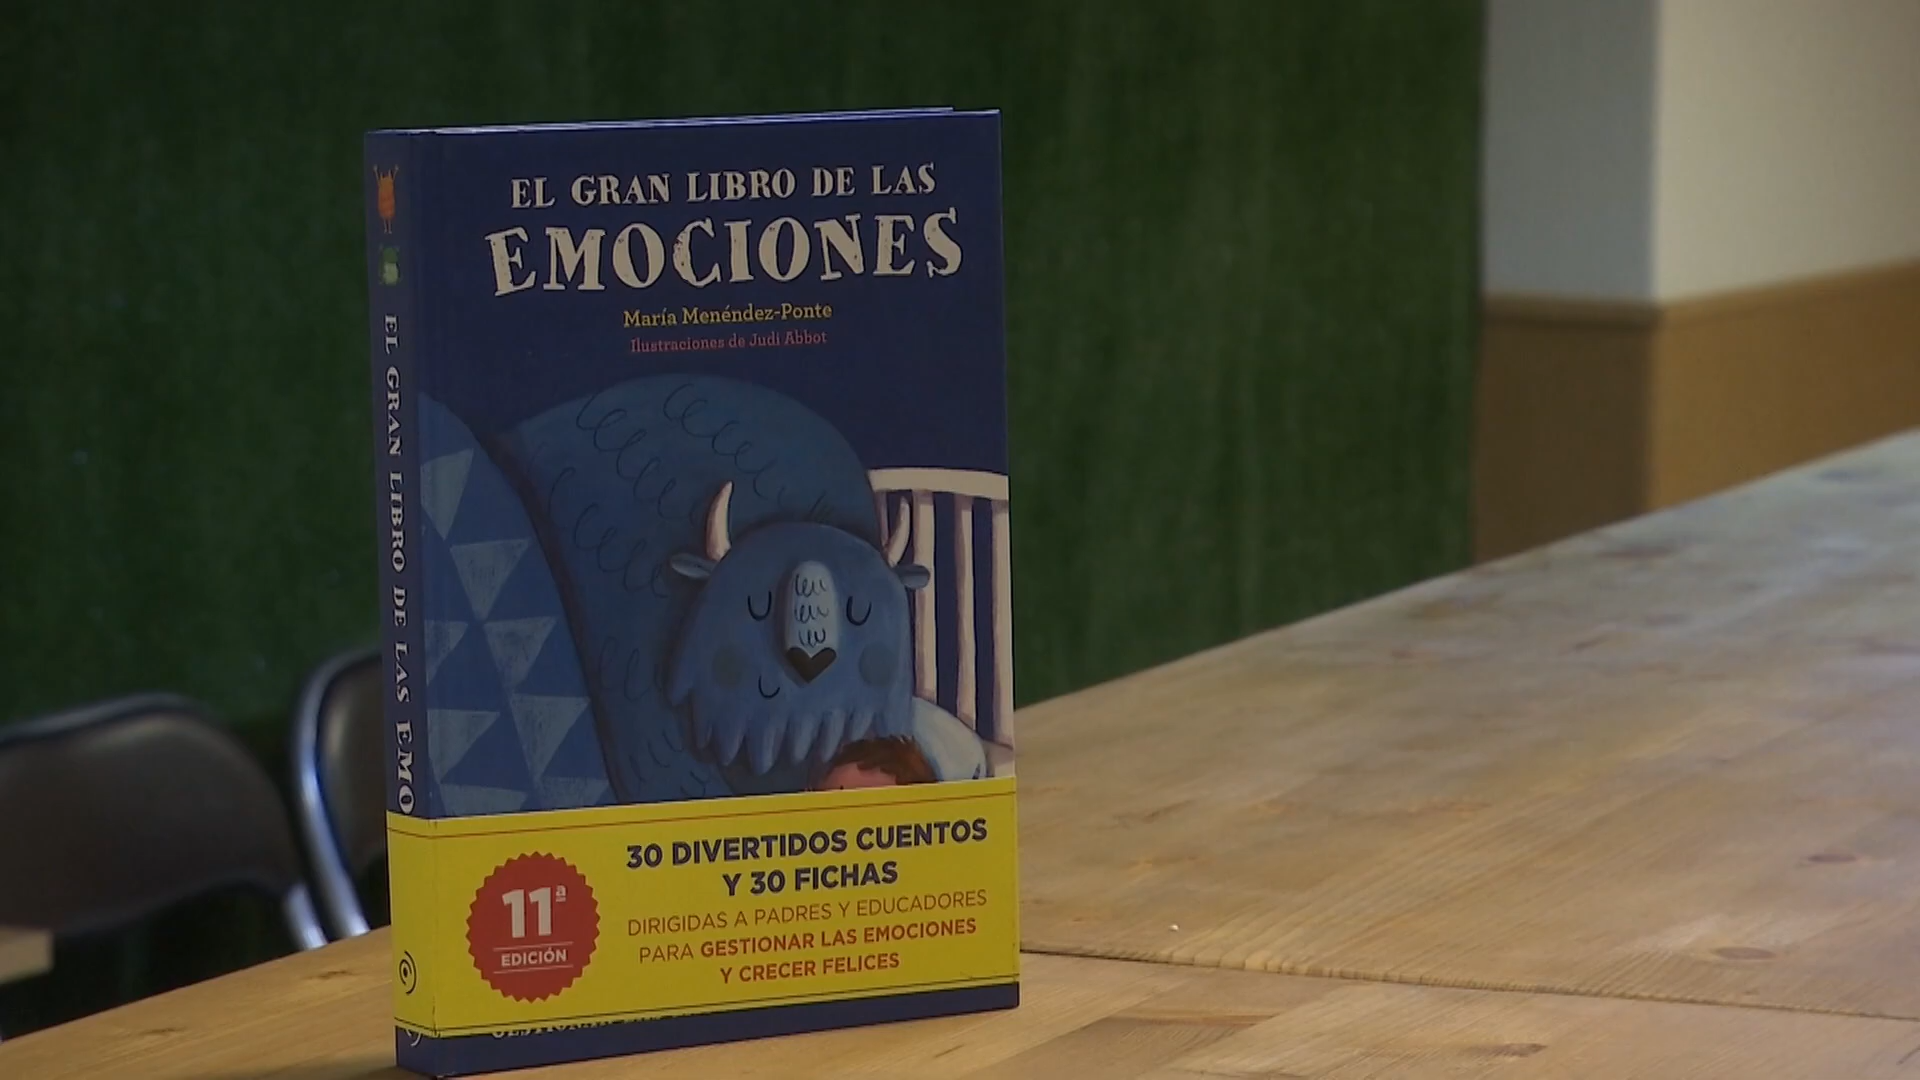 EL GRAN LIBRO DE LAS
EMOCIONES
María Menéndez-Ponte
Ilustraciones de Judi Abbot
EL GRAN LIBRO DE LAS EMO
30 DIVERTIDOS CUENTOS
Y 30 FICHAS
DIRIGIDAS A PADRES Y EDUCADORES
PARA GESTIONAR LAS EMOCIONES
Y CRECER FELICES
11ª
EDICIÓN